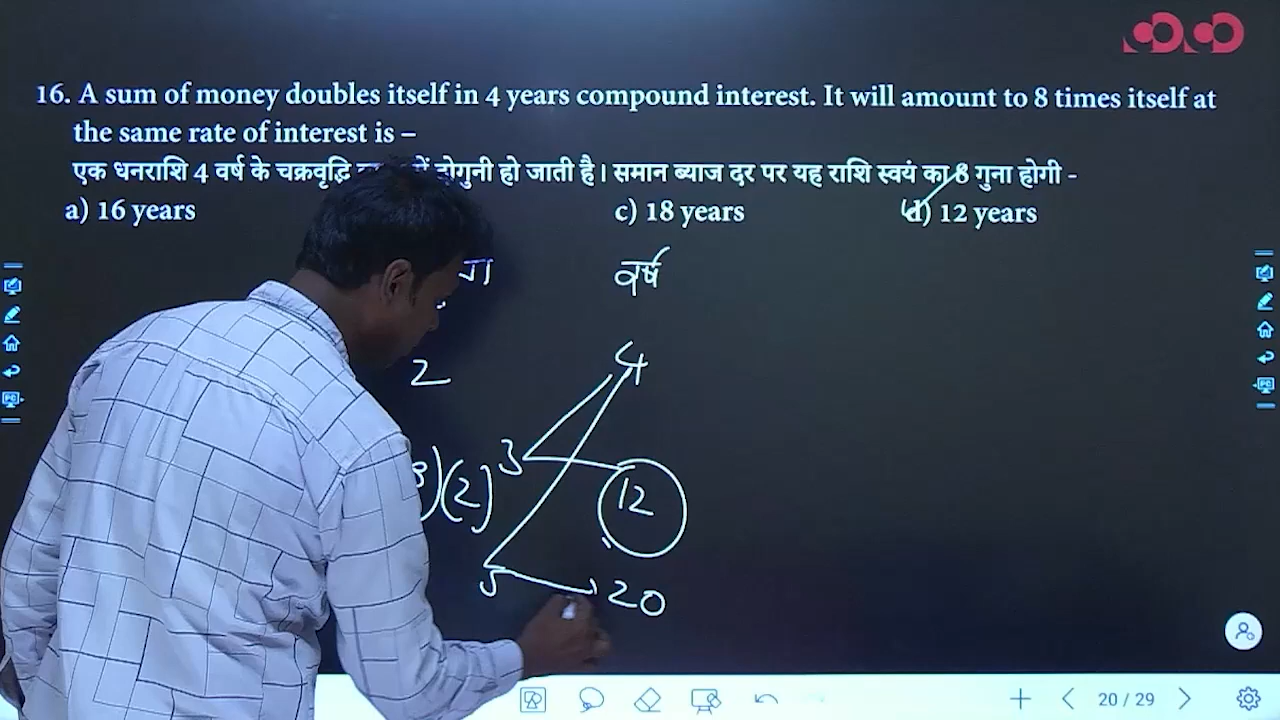 16. A sum of money doubles itself in 4 years compound interest. It will amount to 8 times itself at
the same rate of interest is –
एक धनराशि 4 वर्ष के चक्रवृद्धि में दोगुनी हो जाती है। समान ब्याज दर पर यह राशि स्वयं का 8 गुना होगी -
a) 16 years c) 18 years d) 12 years
वर्ष
2 4
(2) 3 12
5 20
20 / 29